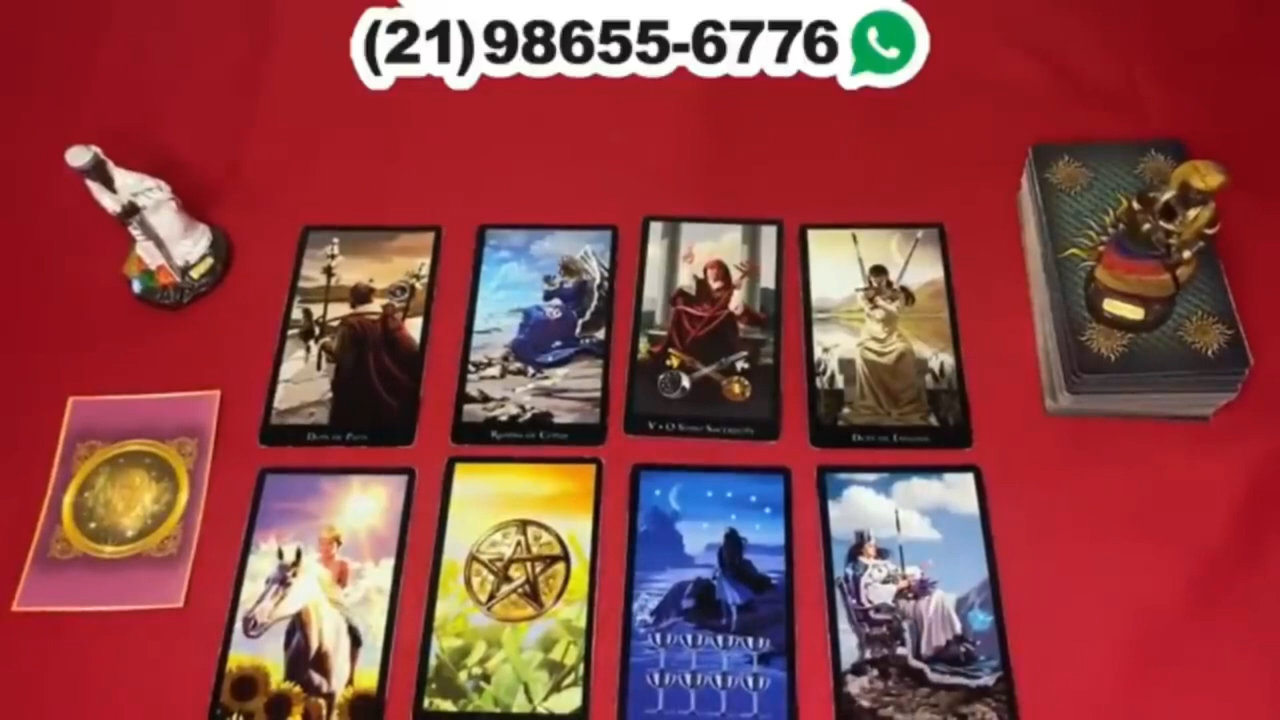 (21)98655-6776
Dois de Paus
Rainha de Copas
V • O Sumo Sacerdote
Dois de Espadas